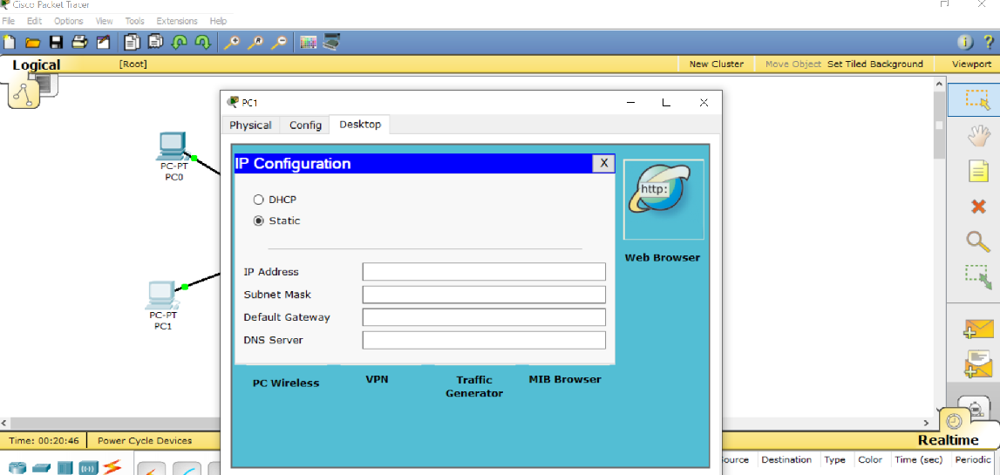 Cisco Packet Tracer
File Edit Options View Tools Extensions Help
Logical [Root] New Cluster Move Object Set Tiled Background Viewport
PC1
Physical Config Desktop
IP Configuration X
DHCP
Static
IP Address
Subnet Mask
Default Gateway
DNS Server
http:
Web Browser
PC Wireless VPN Traffic Generator MIB Browser
PC-PT
PC0
PC-PT
PC1
Time: 00:20:46 Power Cycle Devices Realtime
Destination Type Color Time (sec) Periodic